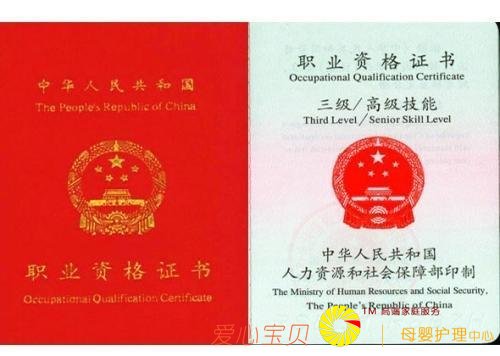 中华人民共和国
The People's Republic of China
职业资格证书
Occupational Qualification Certificate
职业资格证书
Occupational Qualification Certificate
三级/高级技能
Third Level/Senior Skill Level
中华人民共和国
人力资源和社会保障部印制
The Ministry of Human Resources and Social Security,
The People's Republic of China
爱心宝贝
TM 高端家庭服务
母婴护理中心